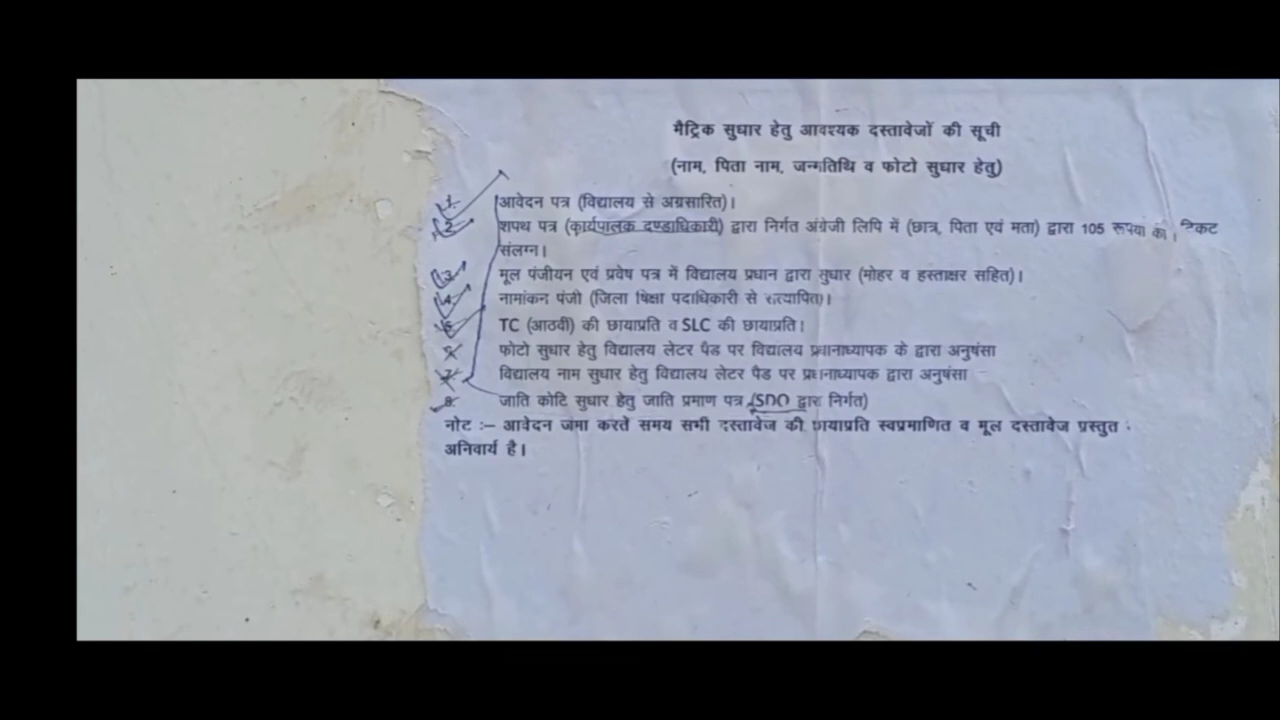 मैट्रिक सुधार हेतु आवश्यक दस्तावेजों की सूची
(नाम, पिता नाम, जन्मतिथि व फोटो सुधार हेतु)
1. आवेदन पत्र (विद्यालय से अग्रसारित)।
2. शपथ पत्र (कार्यपालक दण्डाधिकारी) द्वारा निर्गत अंग्रेजी लिपि में (छात्र, पिता एवं मता) द्वारा 105 रूपया का टिकट
संलग्न।
3. मूल पंजीयन एवं प्रवेष पत्र में विद्यालय प्रधान द्वारा सुधार (मोहर व हस्ताक्षर सहित)।
4. नामांकन पंजी (जिला षिक्षा पदाधिकारी से सत्यापित)।
5. TC (आठवीं) की छायाप्रति व SLC की छायाप्रति।
6. फोटो सुधार हेतु विद्यालय लेटर पैड पर विद्यालय प्रधानाध्यापक के द्वारा अनुषंसा
7. विद्यालय नाम सुधार हेतु विद्यालय लेटर पैड पर प्रधानाध्यापक द्वारा अनुषंसा
8. जाति कोटि सुधार हेतु जाति प्रमाण पत्र (SDO द्वारा निर्गत)
नोट :– आवेदन जमा करते समय सभी दस्तावेज की छायाप्रति स्वप्रमाणित व मूल दस्तावेज प्रस्तुत
अनिवार्य है।